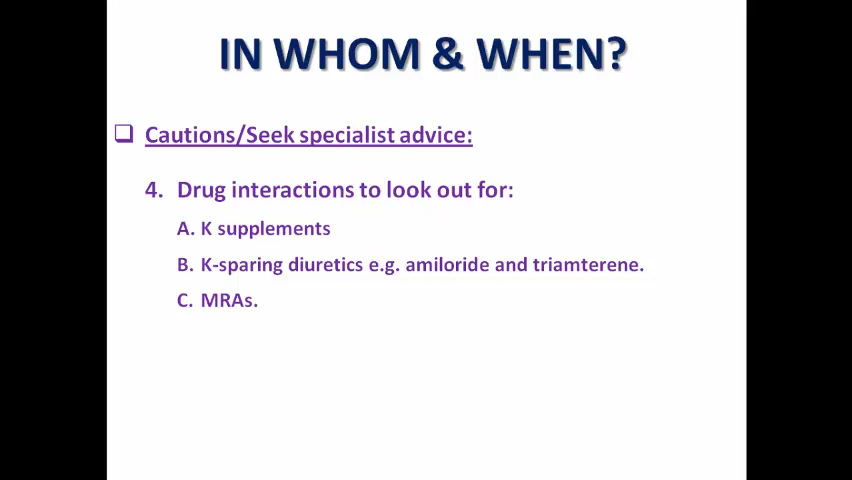 IN WHOM & WHEN?
Cautions/Seek specialist advice:
4. Drug interactions to look out for:
A. K supplements
B. K-sparing diuretics e.g. amiloride and triamterene.
C. MRAs.